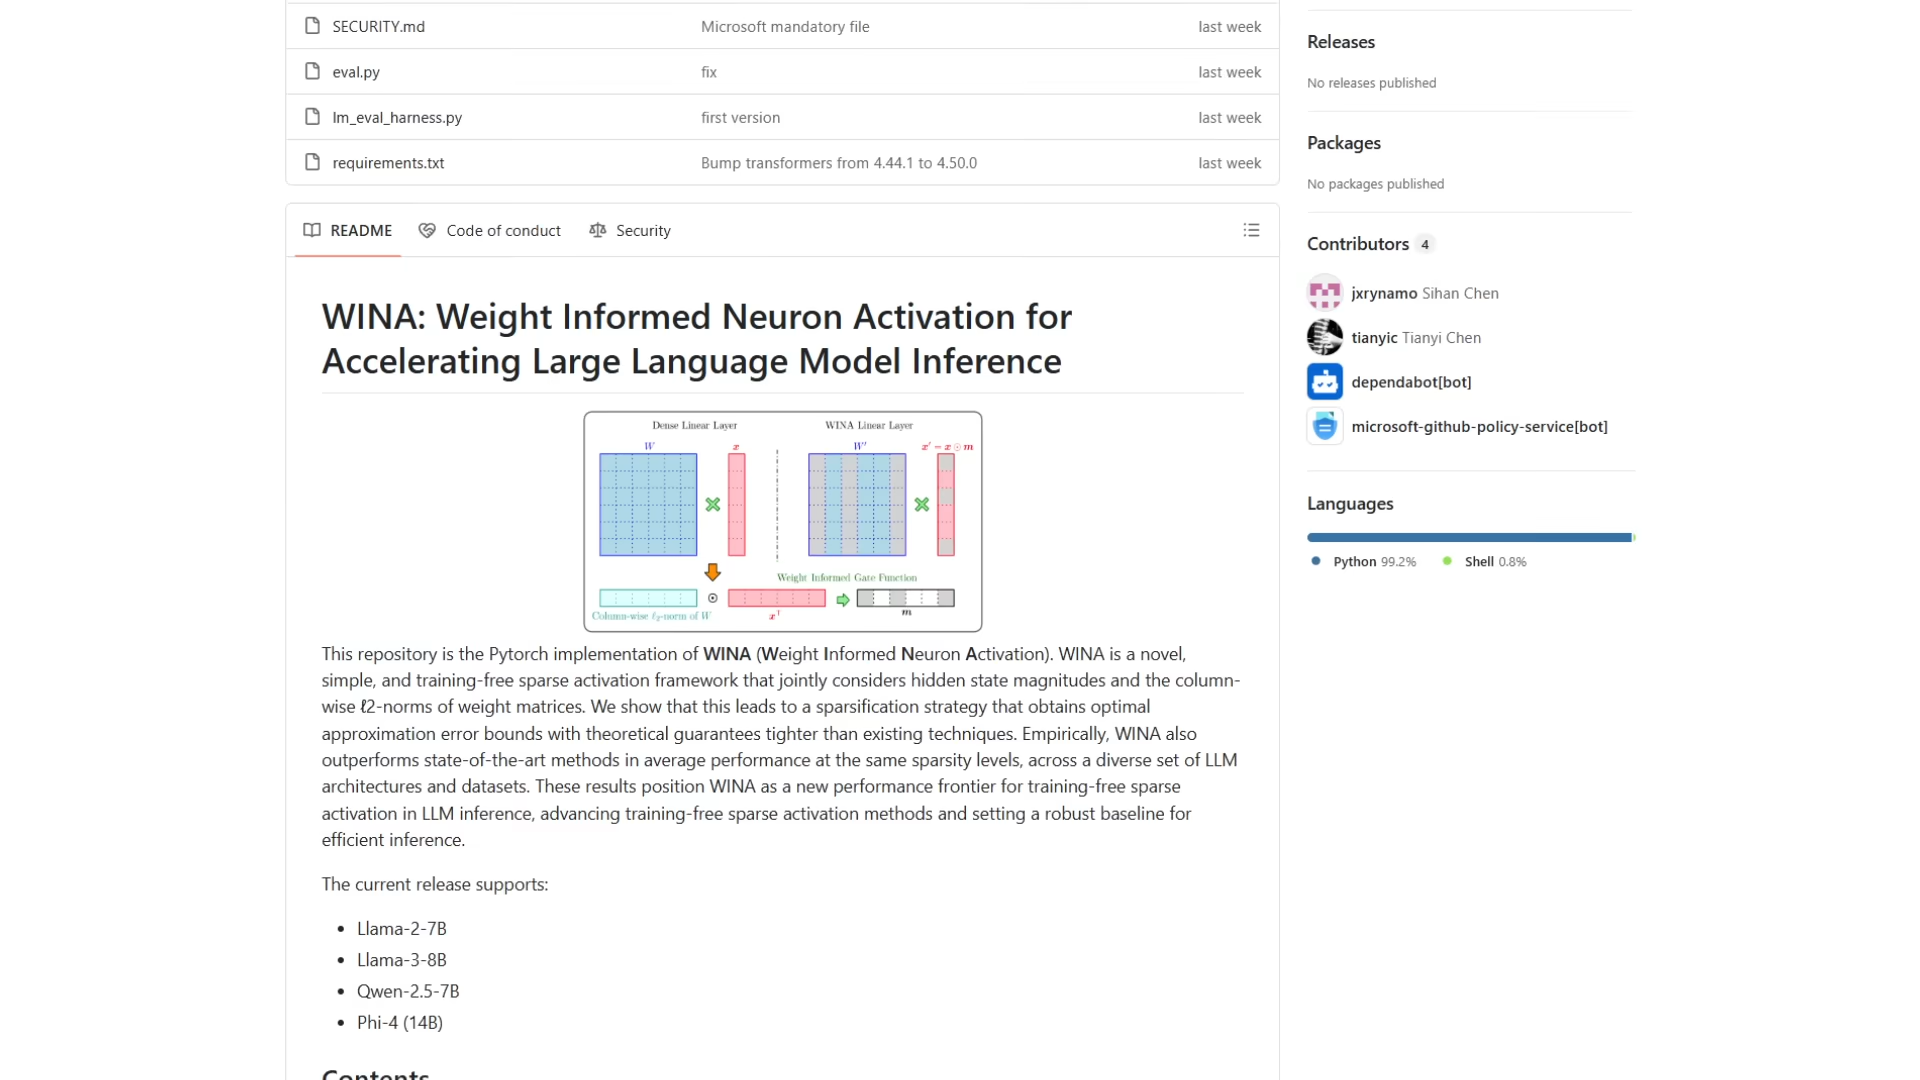 SECURITY.md Microsoft mandatory file last week
eval.py fix last week
lm_eval_harness.py first version last week
requirements.txt Bump transformers from 4.44.1 to 4.50.0 last week
README Code of conduct Security
WINA: Weight Informed Neuron Activation for
Accelerating Large Language Model Inference
Dense Linear Layer WINA Linear Layer
W x W′ x′ = x ⊙ m
Weight Informed Gate Function
Column-wise ℓ₂-norm of W x⊤ m
This repository is the Pytorch implementation of WINA (Weight Informed Neuron Activation). WINA is a novel,
simple, and training-free sparse activation framework that jointly considers hidden state magnitudes and the column-
wise ℓ2-norms of weight matrices. We show that this leads to a sparsification strategy that obtains optimal
approximation error bounds with theoretical guarantees tighter than existing techniques. Empirically, WINA also
outperforms state-of-the-art methods in average performance at the same sparsity levels, across a diverse set of LLM
architectures and datasets. These results position WINA as a new performance frontier for training-free sparse
activation in LLM inference, advancing training-free sparse activation methods and setting a robust baseline for
efficient inference.
The current release supports:
• Llama-2-7B
• Llama-3-8B
• Qwen-2.5-7B
• Phi-4 (14B)
Contents
Releases
No releases published
Packages
No packages published
Contributors 4
jxrynamo Sihan Chen
tianyic Tianyi Chen
dependabot[bot]
microsoft-github-policy-service[bot]
Languages
Python 99.2% Shell 0.8%